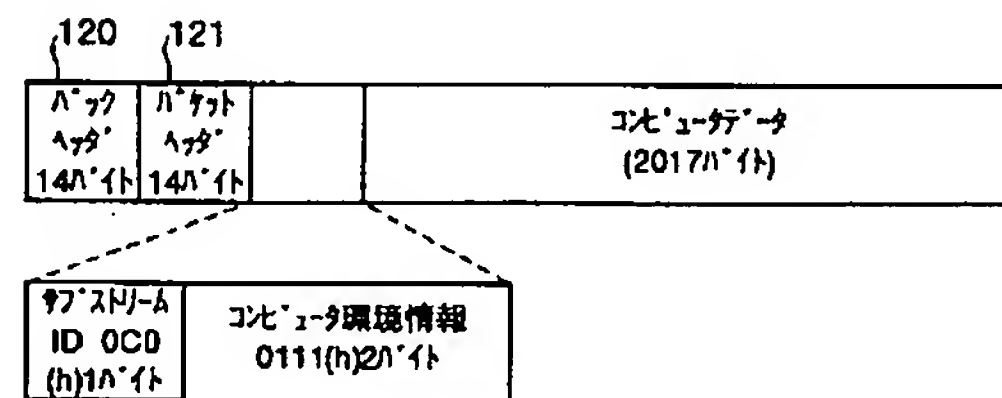 120 121
ﾊﾟｯｸ ﾊﾟｹｯﾄ
ﾍｯﾀﾞ ﾍｯﾀﾞ
14ﾊﾞｲﾄ 14ﾊﾞｲﾄ
ｺﾝﾋﾟｭｰﾀﾃﾞｰﾀ
(2017ﾊﾞｲﾄ)
ｻﾌﾞｽﾄﾘｰﾑ
ID 0C0
(h)1ﾊﾞｲﾄ
ｺﾝﾋﾟｭｰﾀ環境情報
0111(h)2ﾊﾞｲﾄ